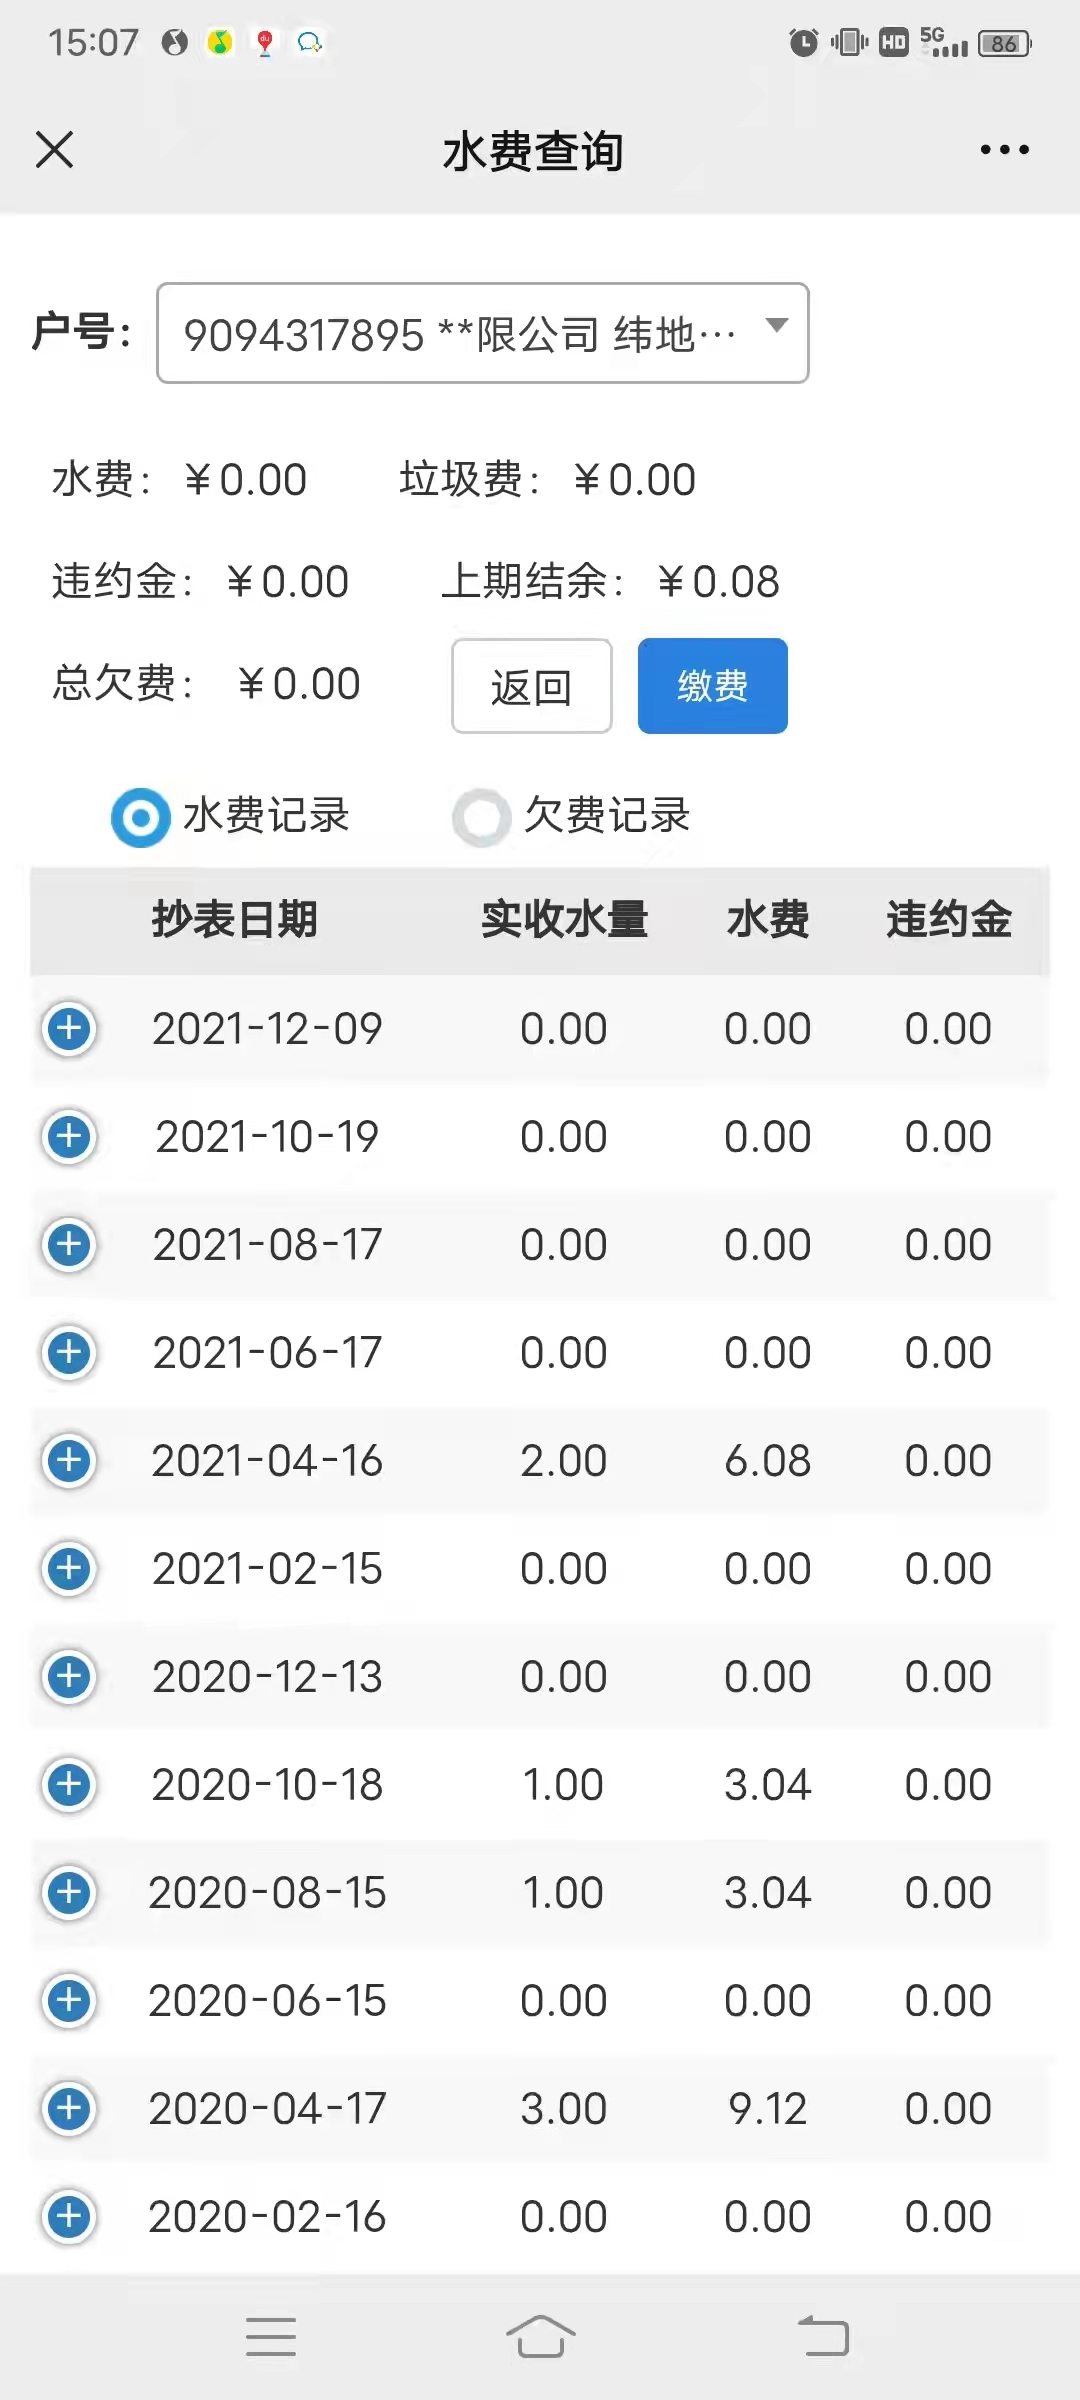 15:07 HD 5G 86
水费查询
户号： 9094317895 **限公司 纬地…
水费： ￥0.00 垃圾费： ￥0.00
违约金： ￥0.00 上期结余： ￥0.08
总欠费： ￥0.00 返回 缴费
水费记录 欠费记录
抄表日期 实收水量 水费 违约金
2021-12-09 0.00 0.00 0.00
2021-10-19 0.00 0.00 0.00
2021-08-17 0.00 0.00 0.00
2021-06-17 0.00 0.00 0.00
2021-04-16 2.00 6.08 0.00
2021-02-15 0.00 0.00 0.00
2020-12-13 0.00 0.00 0.00
2020-10-18 1.00 3.04 0.00
2020-08-15 1.00 3.04 0.00
2020-06-15 0.00 0.00 0.00
2020-04-17 3.00 9.12 0.00
2020-02-16 0.00 0.00 0.00